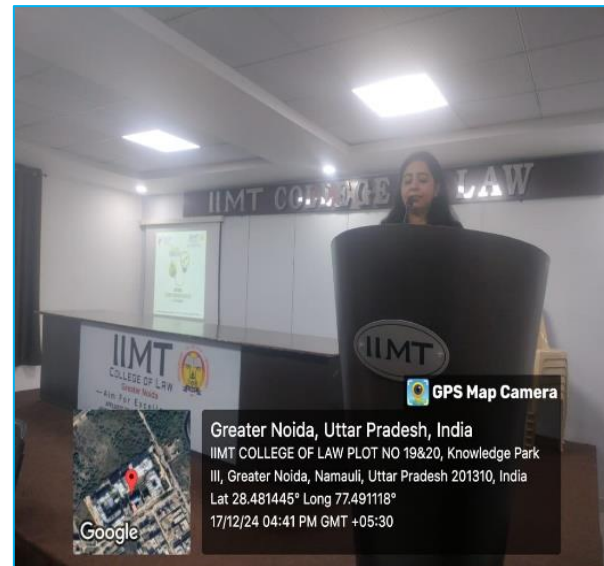 IIMT COLLEGE LAW
IIMT
COLLEGE OF LAW
Greater Noida
IIMT
GPS Map Camera
Greater Noida, Uttar Pradesh, India
IIMT COLLEGE OF LAW PLOT NO 19&20, Knowledge Park
III, Greater Noida, Namauli, Uttar Pradesh 201310, India
Lat 28.481445° Long 77.491118°
17/12/24 04:41 PM GMT +05:30
Google